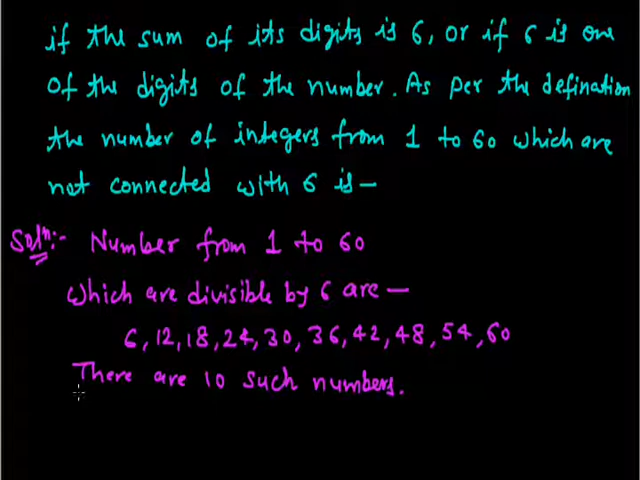 if the sum of its digits is 6, or if 6 is one
of the digits of the number. As per the defination
the number of integers from 1 to 60 which are
not connected with 6 is —
Solⁿ:- Number from 1 to 60
Which are divisible by 6 are —
6, 12, 18, 24, 30, 36, 42, 48, 54, 60
There are 10 such numbers.